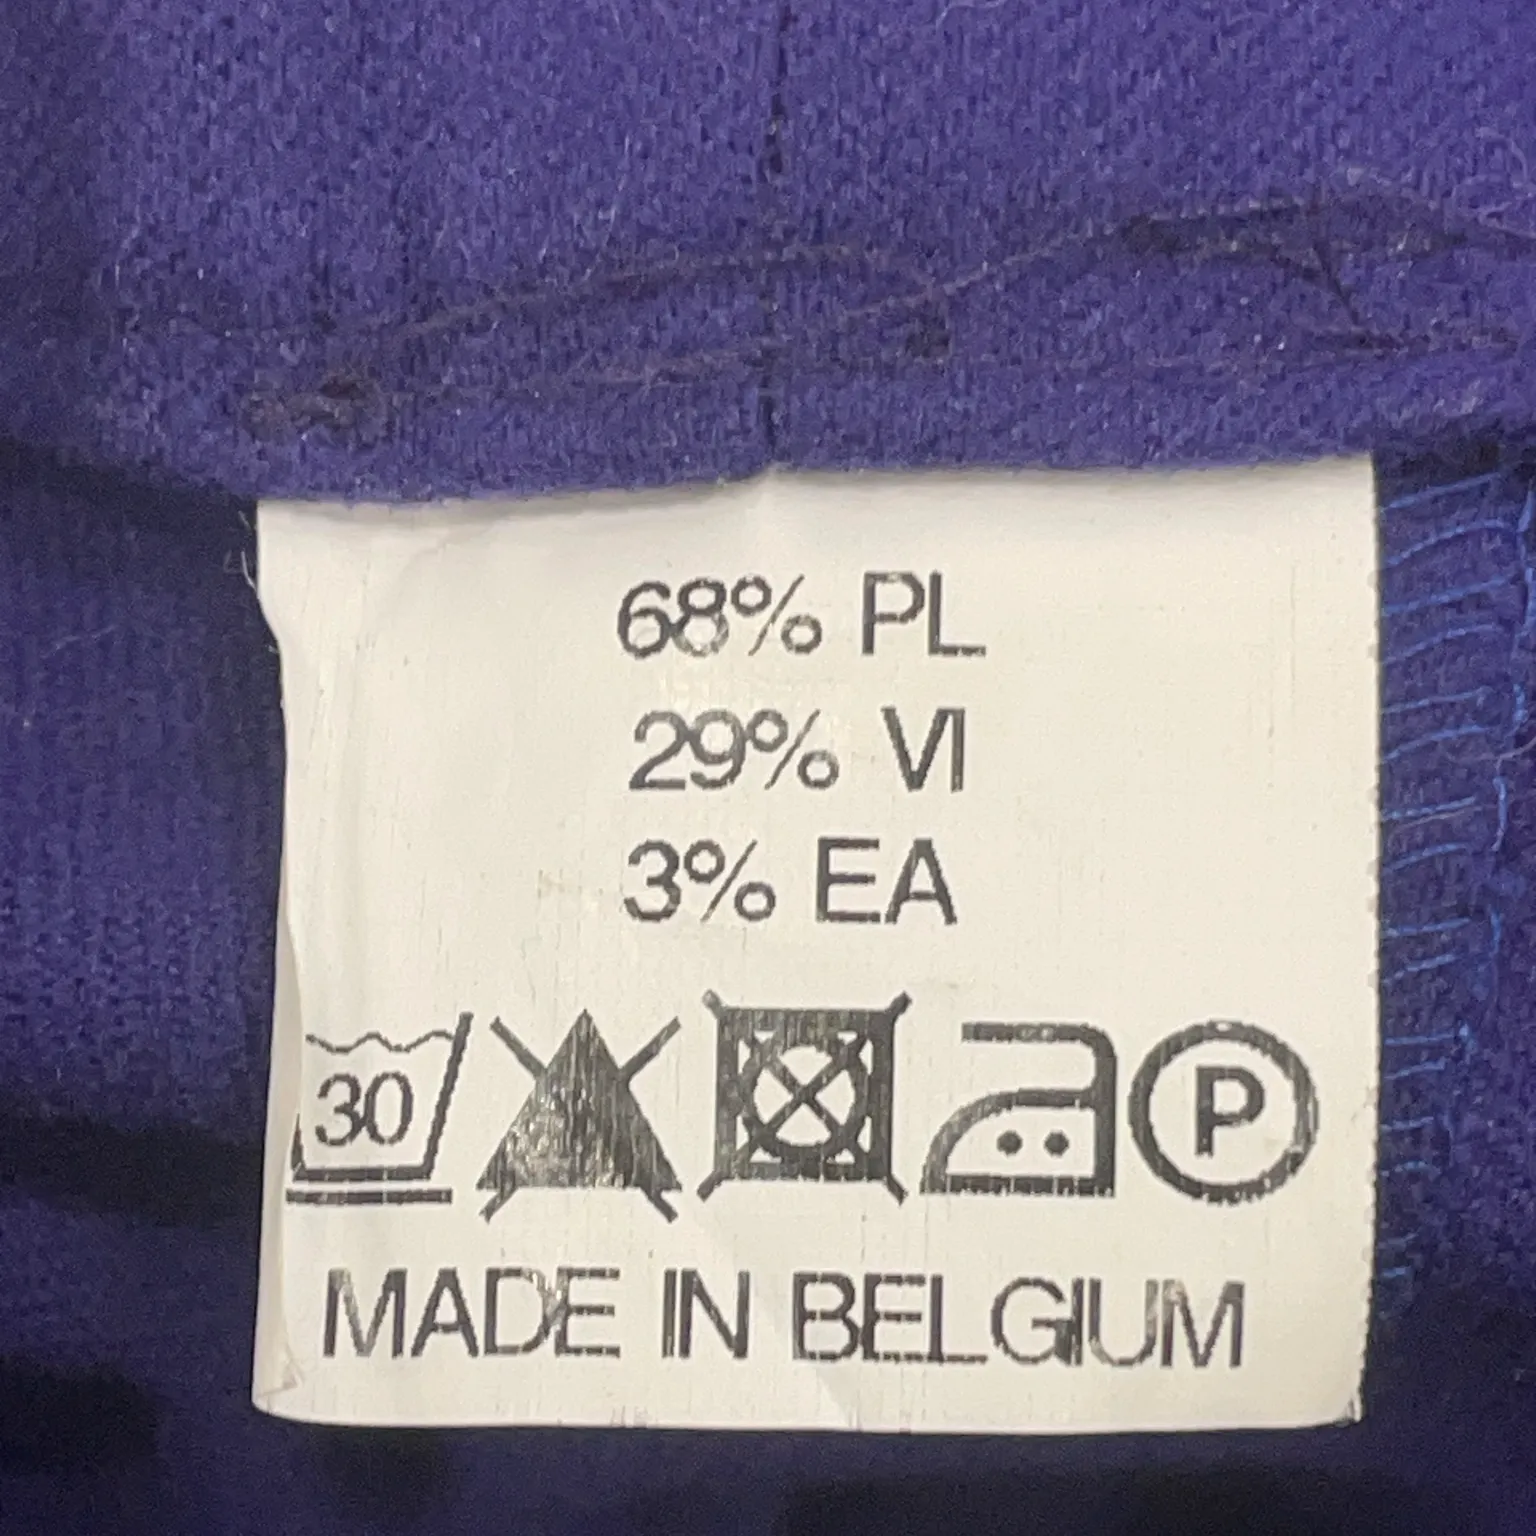 68% PL
29% VI
3% EA
30 P
MADE IN BELGIUM